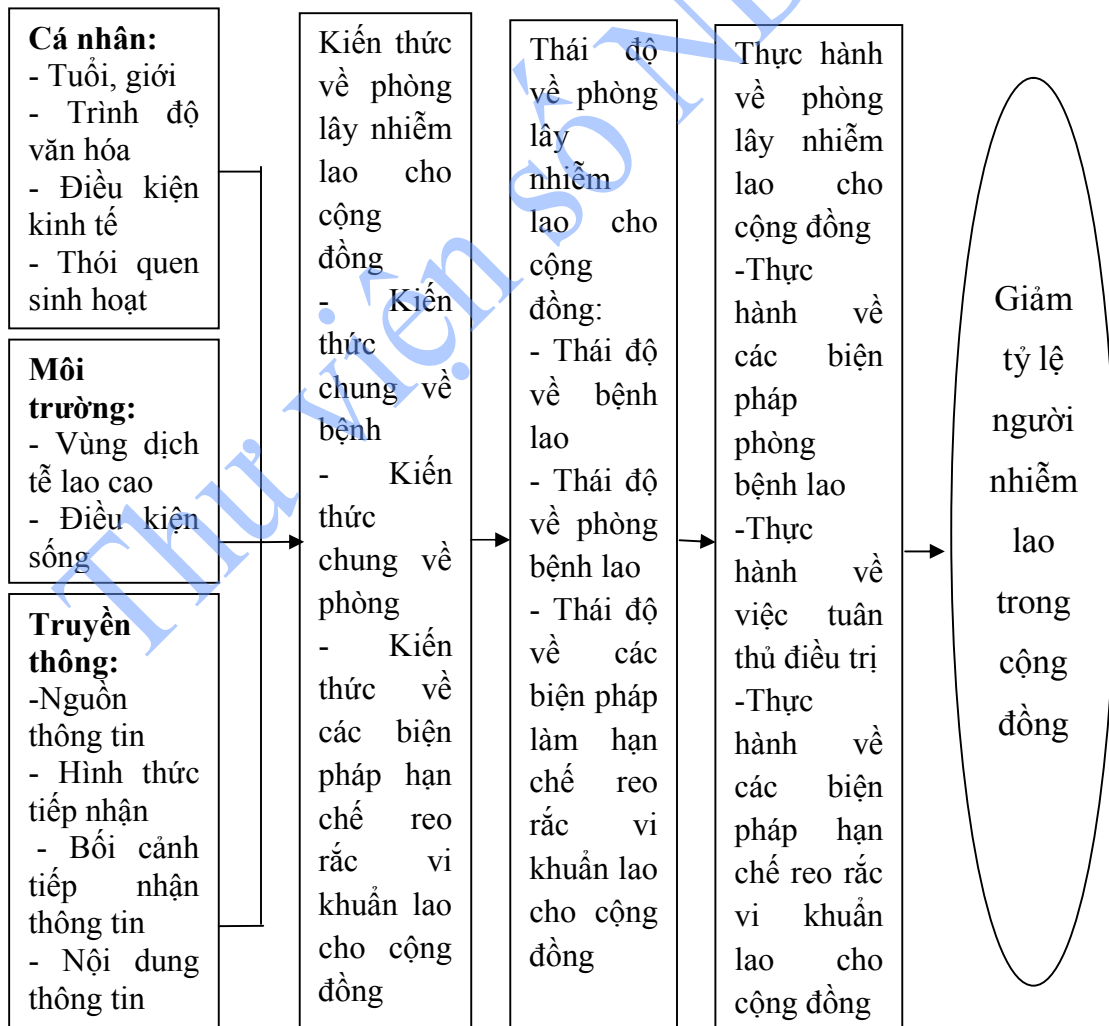 Cá nhân:
- Tuổi, giới
- Trình độ
văn hóa
- Điều kiện
kinh tế
- Thói quen
sinh hoạt
Môi
trường:
- Vùng dịch
tễ lao cao
- Điều kiện
sống
Truyền
thông:
-Nguồn
thông tin
- Hình thức
tiếp nhận
- Bối cảnh
tiếp nhận
thông tin
- Nội dung
thông tin
Kiến thức
về phòng
lây nhiễm
lao cho
cộng
đồng
- Kiến
thức
chung về
bệnh
- Kiến
thức
chung về
phòng
- Kiến
thức về
các biện
pháp hạn
chế reo
rắc vi
khuẩn lao
cho cộng
đồng
Thái độ
về phòng
lây
nhiễm
lao cho
cộng
đồng:
- Thái độ
về bệnh
lao
- Thái độ
về phòng
bệnh lao
- Thái độ
về các
biện pháp
làm hạn
chế reo
rắc vi
khuẩn lao
cho cộng
đồng
Thực hành
về phòng
lây nhiễm
lao cho
cộng đồng
-Thực
hành về
các biện
pháp
phòng
bệnh lao
-Thực
hành về
việc tuân
thủ điều trị
-Thực
hành về
các biện
pháp hạn
chế reo rắc
vi khuẩn
lao cho
cộng đồng
Giảm
tỷ lệ
người
nhiễm
lao
trong
cộng
đồng
Thư viện số